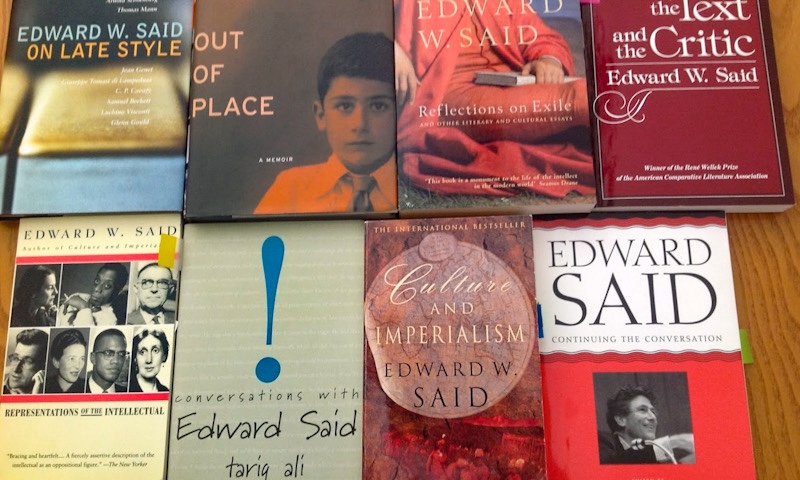 Thomas Mann
EDWARD W. SAID
ON LATE STYLE
Jean Genet
Giuseppe Tomasi di Lampedusa
C. P. Cavafy
Samuel Beckett
Luchino Visconti
Glenn Gould
OUT
OF
PLACE
A MEMOIR
EDWARD
W. SAID
Reflections on Exile
AND OTHER LITERARY AND CULTURAL ESSAYS
'This book is a monument to the life of the intellect
in the modern world' Seamus Deane
the Text
and the
Critic
Edward W. Said
Winner of the René Wellek Prize
of the American Comparative Literature Association
EDWARD W. SAID
Author of Culture and Imperial
REPRESENTATIONS OF THE INTELLECTUAL
"Bracing and heartfelt.... A fiercely assertive description of the
intellectual as an oppositional figure." —The New Yorker
!
conversations with
Edward Said
tariq ali
THE INTERNATIONAL BESTSELLER
Culture
AND
IMPERIALISM
EDWARD W.
SAID
EDWARD
SAID
CONTINUING THE CONVERSATION